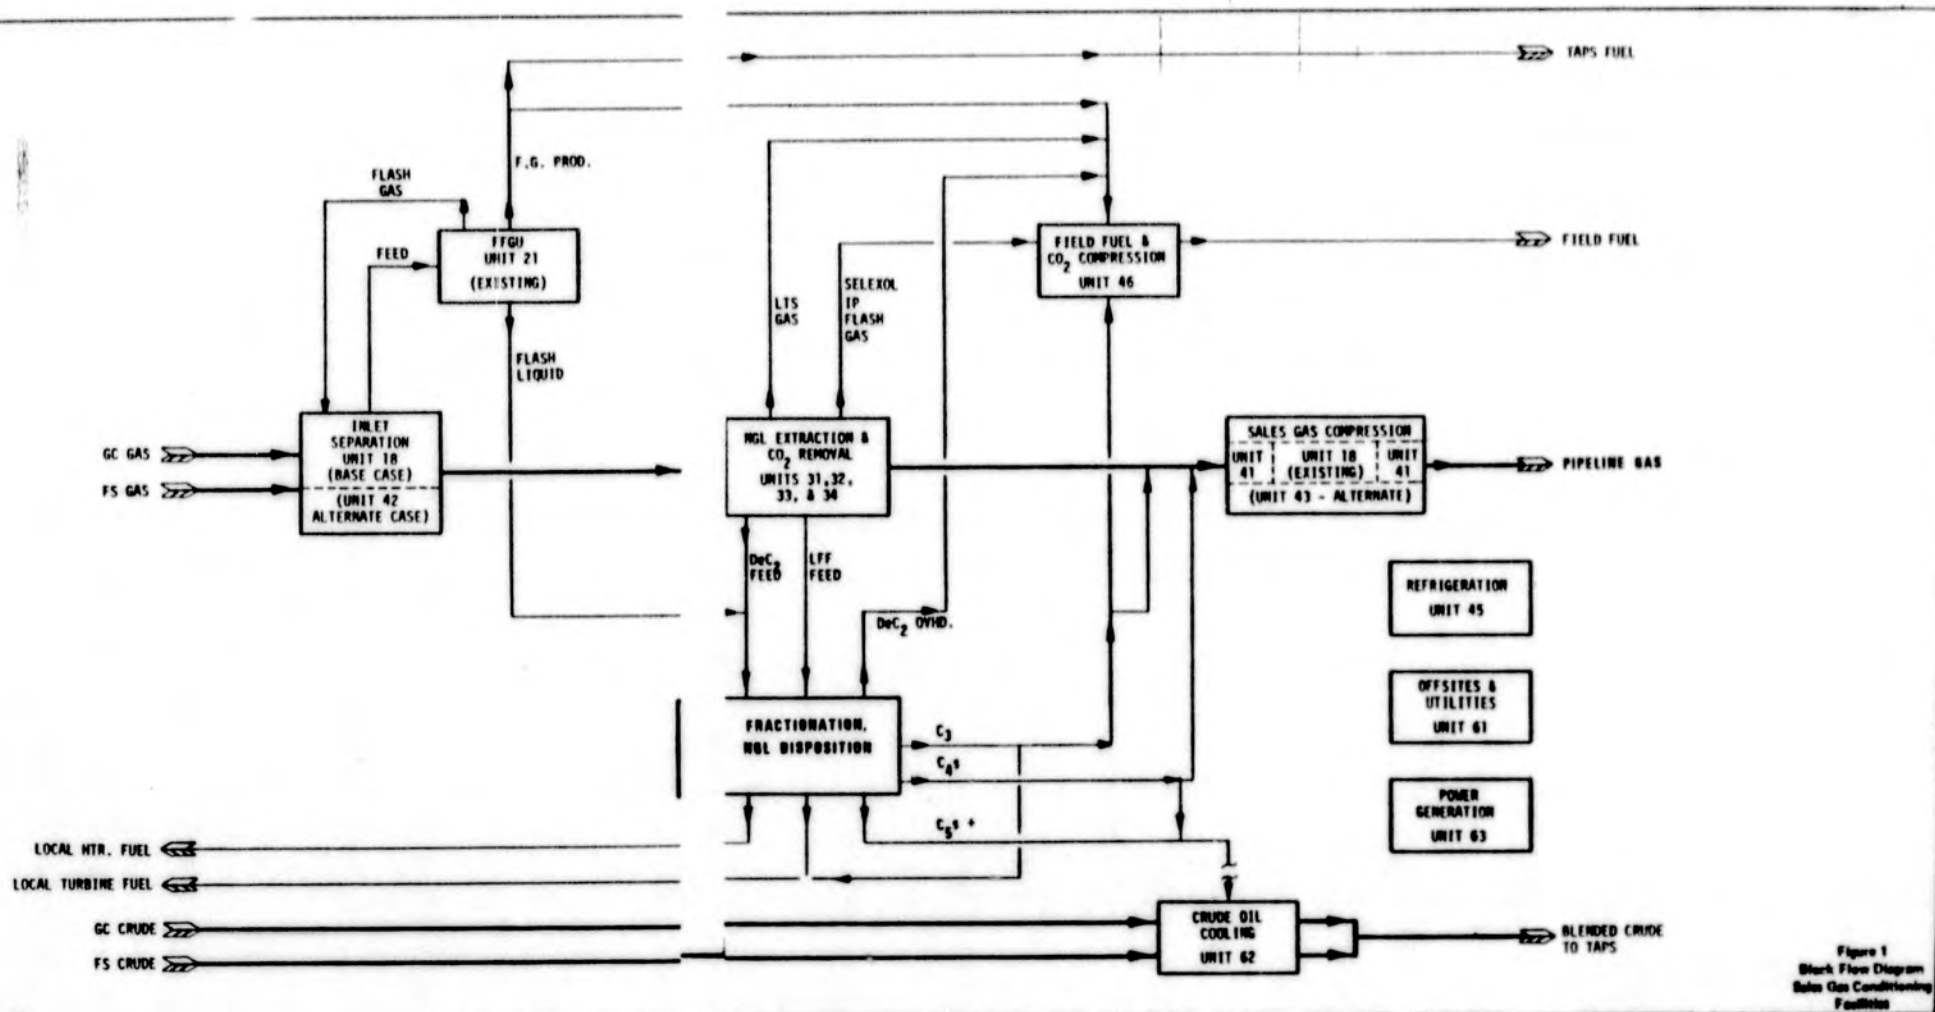 TAPS FUEL
F.G. PROD.
FLASH
GAS
FEED
FFGU
UNIT 21
(EXISTING)
FLASH
LIQUID
LTS
GAS
SELEXOL
IP
FLASH
GAS
FIELD FUEL &
CO2 COMPRESSION
UNIT 46
FIELD FUEL
GC GAS
FS GAS
INLET
SEPARATION
UNIT 18
(BASE CASE)
(UNIT 42
ALTERNATE CASE)
NGL EXTRACTION &
CO2 REMOVAL
UNITS 31,32,
33, & 34
SALES GAS COMPRESSION
UNIT
41
UNIT 18
(EXISTING)
UNIT
41
(UNIT 43 - ALTERNATE)
PIPELINE GAS
DeC2
FEED
LFF
FEED
DeC2 OVHD.
REFRIGERATION
UNIT 45
OFFSITES &
UTILITIES
UNIT 61
POWER
GENERATION
UNIT 63
FRACTIONATION,
NGL DISPOSITION
C3
C4s
C5s +
LOCAL HTR. FUEL
LOCAL TURBINE FUEL
GC CRUDE
FS CRUDE
CRUDE OIL
COOLING
UNIT 62
BLENDED CRUDE
TO TAPS
Figure 1
Block Flow Diagram
Sales Gas Conditioning
Facilities